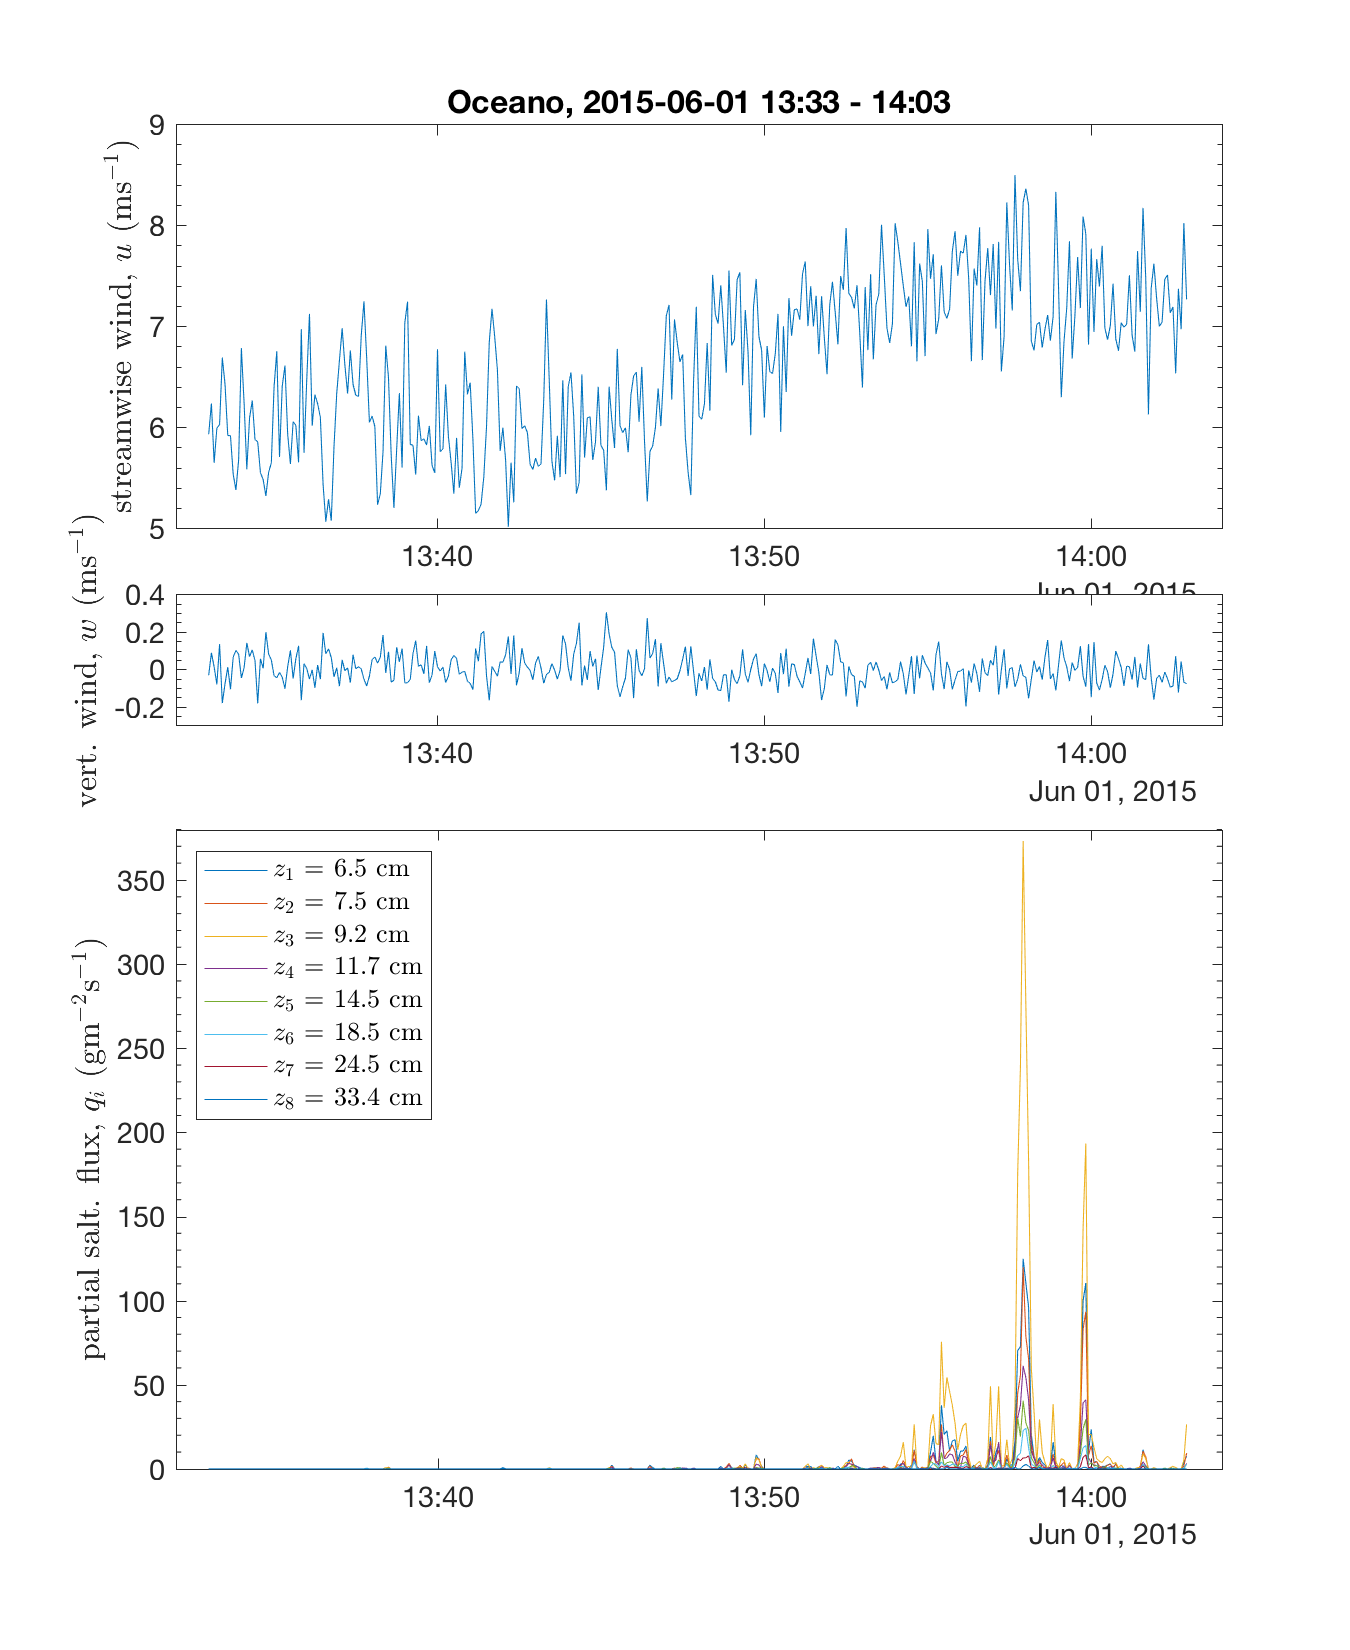 Oceano, 2015-06-01 13:33 - 14:03
streamwise wind, u (ms⁻¹)
9
8
7
6
5
13:40 13:50 14:00
Jun 01, 2015
vert. wind, w (ms⁻¹)
0.4
0.2
0
-0.2
13:40 13:50 14:00
Jun 01, 2015
partial salt. flux, qᵢ (gm⁻²s⁻¹)
350
300
250
200
150
100
50
0
z₁ = 6.5 cm
z₂ = 7.5 cm
z₃ = 9.2 cm
z₄ = 11.7 cm
z₅ = 14.5 cm
z₆ = 18.5 cm
z₇ = 24.5 cm
z₈ = 33.4 cm
13:40 13:50 14:00
Jun 01, 2015